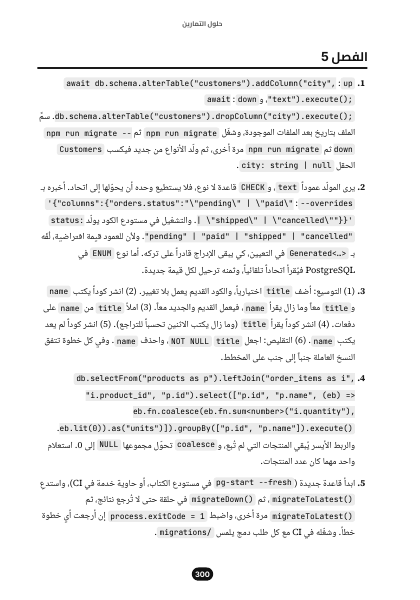 حلول التمارين
الفصل 5
1. up: await db.schema.alterTable("customers").addColumn("city",
"text").execute();‎، و down: await
db.schema.alterTable("customers").dropColumn("city").execute();‎. سمِّ
الملف بتاريخ بعد الملفات الموجودة، وشغّل npm run migrate ثم npm run migrate --
down ثم npm run migrate مرة أخرى، ثم ولّد الأنواع من جديد فيكسب Customers
الحقل city: string | null.
2. يرى المولّد عموداً text، و CHECK قاعدة لا نوع، فلا يستطيع وحده أن يحوّلها إلى اتحاد. أخبره بـ
--overrides: '{"columns":{"orders.status":"\"pending\" | \"paid\"
| \"shipped\" | \"cancelled\""}}'‎. والتشغيل في مستودع الكود يولّد status:
"pending" | "paid" | "shipped" | "cancelled"‎. ولأن للعمود قيمة افتراضية، لُفّه
بـ Generated<…>‎ في التعيين، كي يبقى الإدراج قادراً على تركه. أما نوع ENUM في
PostgreSQL فيُقرأ اتحاداً تلقائياً، وثمنه ترحيل لكل قيمة جديدة.
3. (1) التوسيع: أضف title اختيارياً، والكود القديم يعمل بلا تغيير. (2) انشر كوداً يكتب name
و title معاً وما زال يقرأ name، فيعمل القديم والجديد معاً. (3) املأ title من name على
دفعات. (4) انشر كوداً يقرأ title (وما زال يكتب الاثنين تحسباً للتراجع). (5) انشر كوداً لم يعد
يكتب name. (6) التقليص: اجعل title NOT NULL، واحذف name. وفي كل خطوة تتفق
النسخ العاملة جنباً إلى جنب على المخطط.
4. db.selectFrom("products as p").leftJoin("order_items as i",
"i.product_id", "p.id").select(["p.id", "p.name", (eb) =>
eb.fn.coalesce(eb.fn.sum<number>("i.quantity"),
eb.lit(0)).as("units")]).groupBy(["p.id", "p.name"]).execute()‎.
والربط الأيسر يُبقي المنتجات التي لم تُبع، و coalesce تحوّل مجموعها NULL إلى 0. استعلام
واحد مهما كان عدد المنتجات.
5. ابدأ قاعدة جديدة (pg-start --fresh في مستودع الكتاب، أو حاوية خدمة في CI)، واستدعِ
migrateToLatest()‎، ثم migrateDown()‎ في حلقة حتى لا تُرجع نتائج، ثم
migrateToLatest()‎ مرة أخرى، واضبط process.exitCode = 1 إن أرجعت أي خطوة
خطأ. وشغّله في CI مع كل طلب دمج يلمس migrations/‎.
300